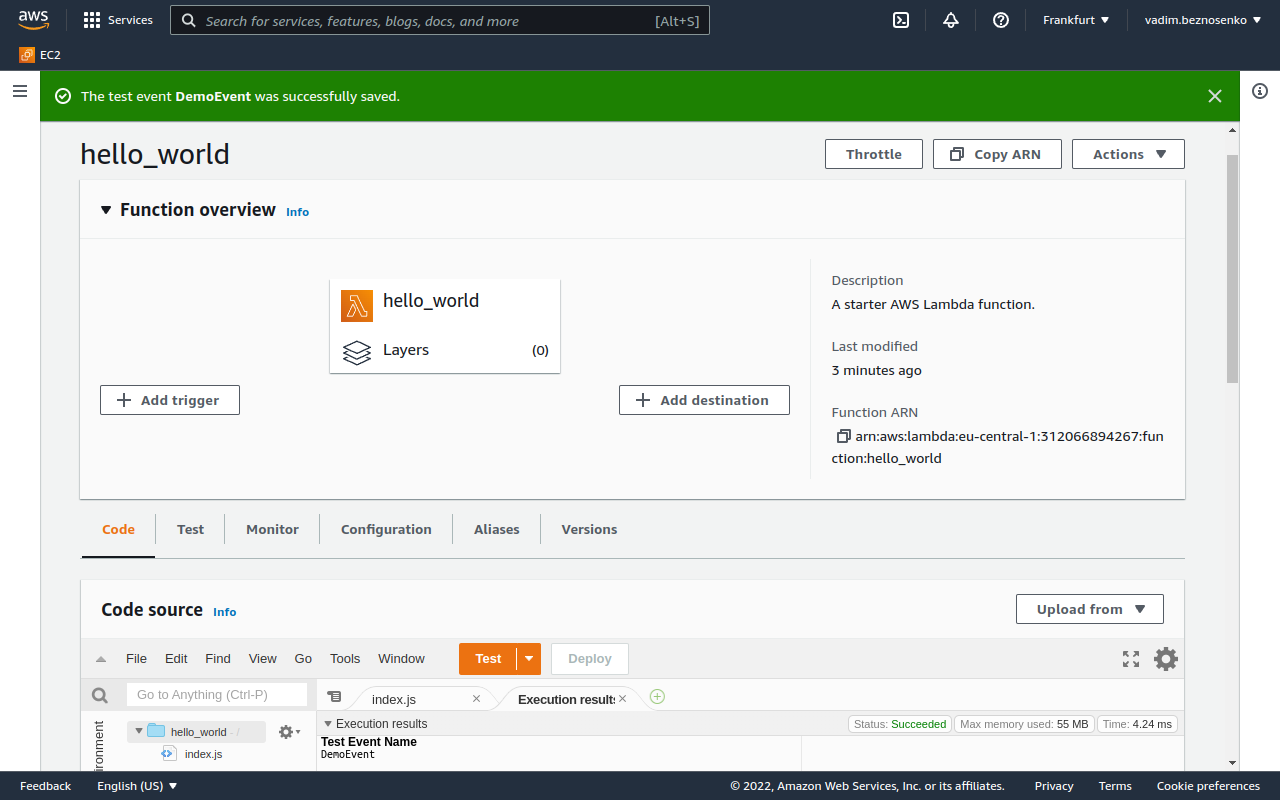 aws
Services
Search for services, features, blogs, docs, and more
[Alt+S]
Frankfurt
vadim.beznosenko
EC2
The test event DemoEvent was successfully saved.
hello_world
Throttle
Copy ARN
Actions
Function overview Info
hello_world
Layers (0)
Add trigger
Add destination
Description
A starter AWS Lambda function.
Last modified
3 minutes ago
Function ARN
arn:aws:lambda:eu-central-1:312066894267:fun
ction:hello_world
Code Test Monitor Configuration Aliases Versions
Code source Info
Upload from
File Edit Find View Go Tools Window
Test
Deploy
Go to Anything (Ctrl-P)
index.js
Execution results
Execution results
Status: Succeeded
Max memory used: 55 MB
Time: 4.24 ms
hello_world - /
index.js
Test Event Name
DemoEvent
Feedback
English (US)
© 2022, Amazon Web Services, Inc. or its affiliates.
Privacy
Terms
Cookie preferences